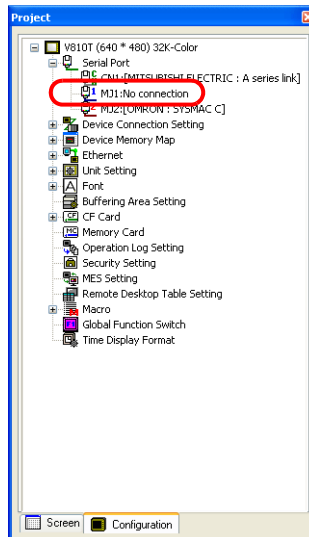 Project
V810T (640 * 480) 32K-Color
Serial Port
CN1:[MITSUBISHI ELECTRIC : A series link]
MJ1:No connection
MJ2:[OMRON : SYSMAC C]
Device Connection Setting
Device Memory Map
Ethernet
Unit Setting
Font
Buffering Area Setting
CF Card
Memory Card
Operation Log Setting
Security Setting
MES Setting
Remote Desktop Table Setting
Macro
Global Function Switch
Time Display Format
Screen Configuration